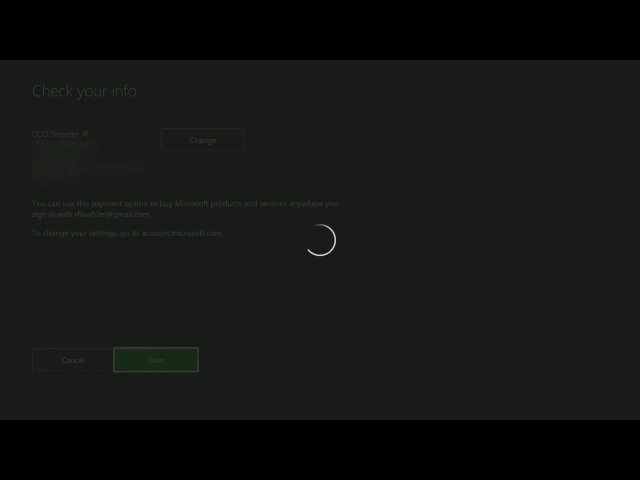 Check your info
COD Shooter JR
Change
You can use this payment option to buy Microsoft products and services anywhere you
sign in with rflawhite@gmail.com.
To change your settings, go to account.microsoft.com.
Cancel
Save